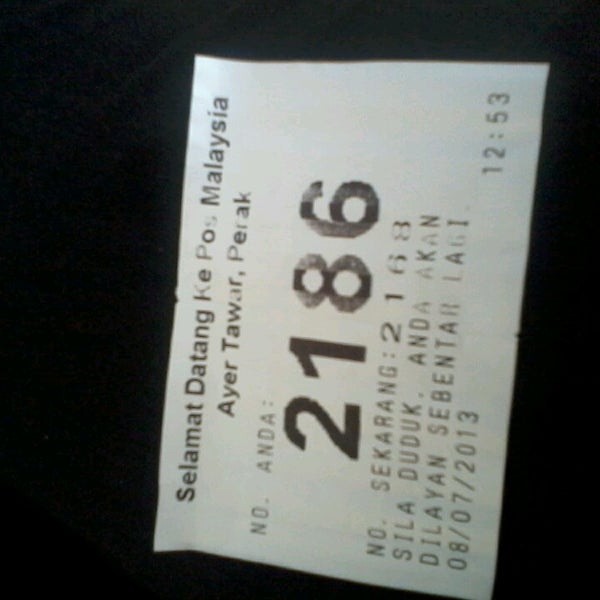 Selamat Datang Ke Pos Malaysia
Ayer Tawar, Perak
NO. ANDA:
2186
NO. SEKARANG:2168
SILA DUDUK. ANDA AKAN
DILAYAN SEBENTAR LAGI.
08/07/2013 12:53